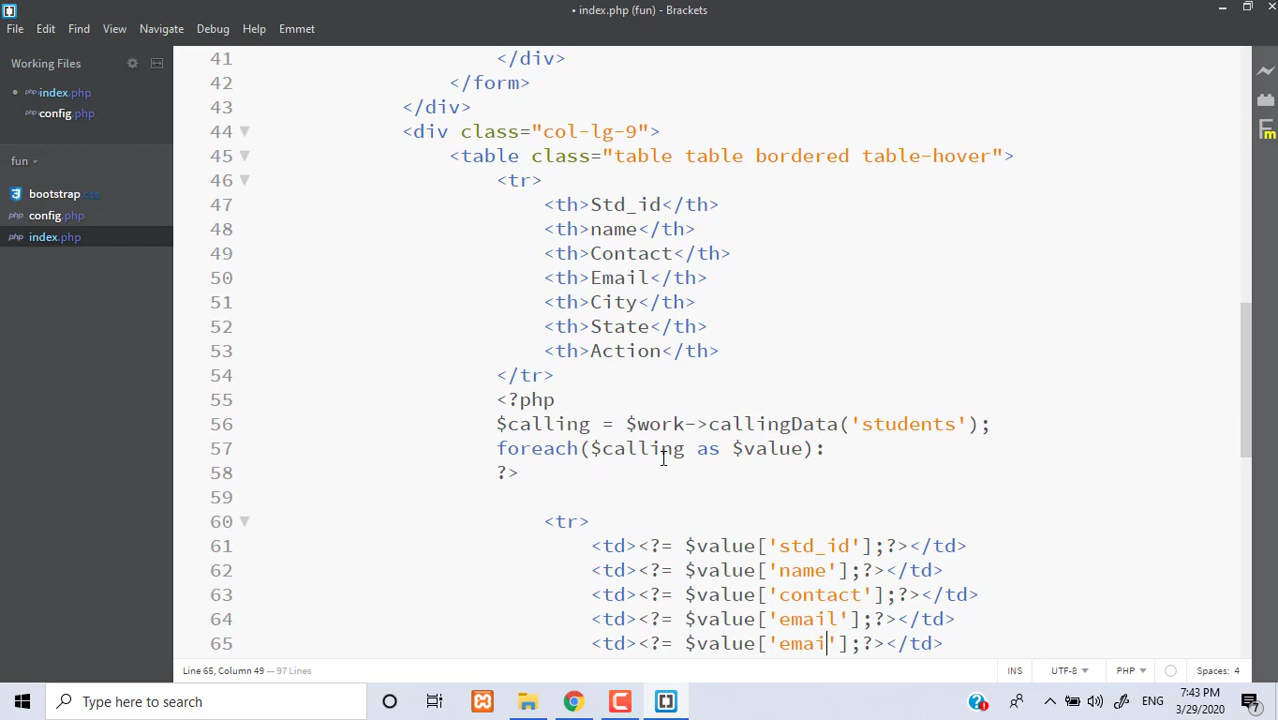 • index.php (fun) - Brackets
File Edit Find View Navigate Debug Help Emmet
Working Files
php index.php
php config.php
fun
bootstrap.css
php config.php
php index.php
41 </div>
42 </form>
43 </div>
44 <div class="col-lg-9">
45 <table class="table table bordered table-hover">
46 <tr>
47 <th>Std_id</th>
48 <th>name</th>
49 <th>Contact</th>
50 <th>Email</th>
51 <th>City</th>
52 <th>State</th>
53 <th>Action</th>
54 </tr>
55 <?php
56 $calling = $work->callingData('students');
57 foreach($calling as $value):
58 ?>
59
60 <tr>
61 <td><?= $value['std_id'];?></td>
62 <td><?= $value['name'];?></td>
63 <td><?= $value['contact'];?></td>
64 <td><?= $value['email'];?></td>
65 <td><?= $value['emai'];?></td>
Line 65, Column 49 — 97 Lines
INS UTF-8 PHP Spaces: 4
Type here to search
ENG
7:43 PM
3/29/2020
7